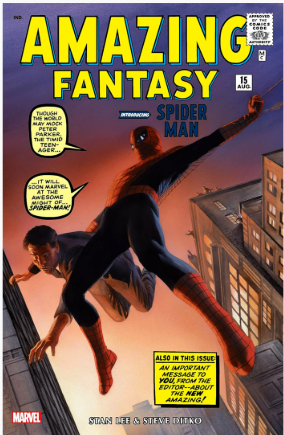 IND.
AMAZING
FANTASY
APPROVED
BY THE
COMICS
CODE
AUTHORITY
M
C
15
AUG.
INTRODUCING
SPIDER
MAN
THOUGH
THE WORLD
MAY MOCK
PETER
PARKER,
THE TIMID
TEEN-
AGER...
...IT WILL
SOON MARVEL
AT THE
AWESOME
MIGHT OF...
SPIDER-MAN!
ALSO IN THIS ISSUE:
AN IMPORTANT
MESSAGE TO
YOU, FROM THE
EDITOR--ABOUT
THE NEW
AMAZING!
MARVEL
STAN LEE & STEVE DITKO